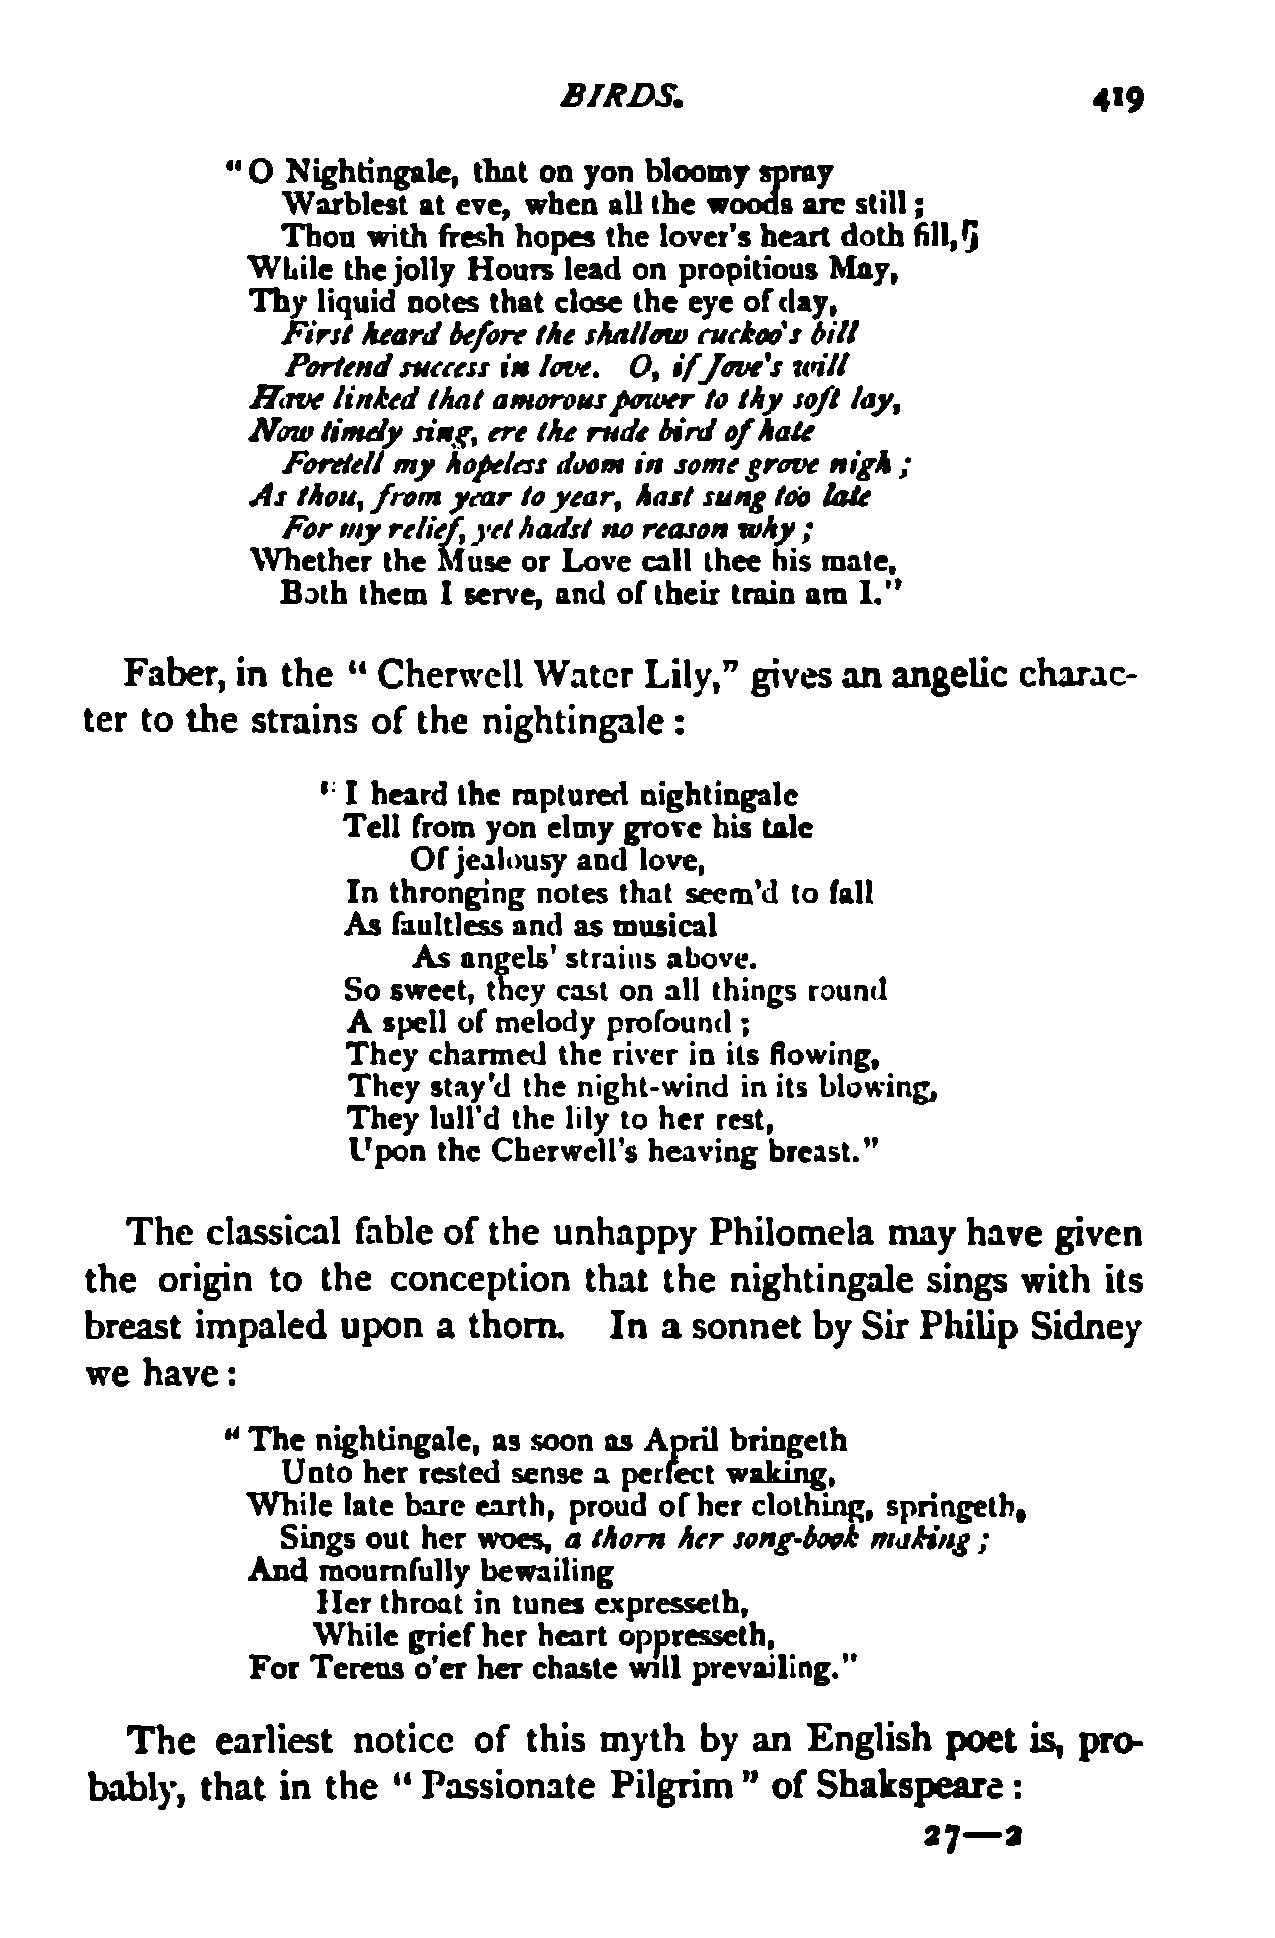 BIRDS. 419
"O Nightingale, that on yon bloomy spray
Warblest at eve, when all the woods are still;
Thou with fresh hopes the lover's heart doth fill,
While the jolly Hours lead on propitious May,
Thy liquid notes that close the eye of day,
First heard before the shallow cuckoo's bill
Portend success in love. O, if Jove's will
Have linked that amorous power to thy soft lay,
Now timely sing, ere the rude bird of hate
Foretell my hopeless doom in some grove nigh;
As thou, from year to year, hast sung too late
For my relief, yet hadst no reason why;
Whether the Muse or Love call thee his mate,
Both them I serve, and of their train am I."
Faber, in the "Cherwell Water Lily," gives an angelic charac-
ter to the strains of the nightingale:
"I heard the raptured nightingale
Tell from yon elmy grove his tale
Of jealousy and love,
In thronging notes that seem'd to fall
As faultless and as musical
As angels' strains above.
So sweet, they cast on all things round
A spell of melody profound;
They charmed the river in its flowing,
They stay'd the night-wind in its blowing,
They lull'd the lily to her rest,
Upon the Cherwell's heaving breast."
The classical fable of the unhappy Philomela may have given
the origin to the conception that the nightingale sings with its
breast impaled upon a thorn. In a sonnet by Sir Philip Sidney
we have:
"The nightingale, as soon as April bringeth
Unto her rested sense a perfect waking,
While late bare earth, proud of her clothing, springeth,
Sings out her woes, a thorn her song-book making;
And mournfully bewailing
Her throat in tunes expresseth,
While grief her heart oppresseth,
For Tereus o'er her chaste will prevailing."
The earliest notice of this myth by an English poet is, pro-
bably, that in the "Passionate Pilgrim" of Shakspeare:
27—2